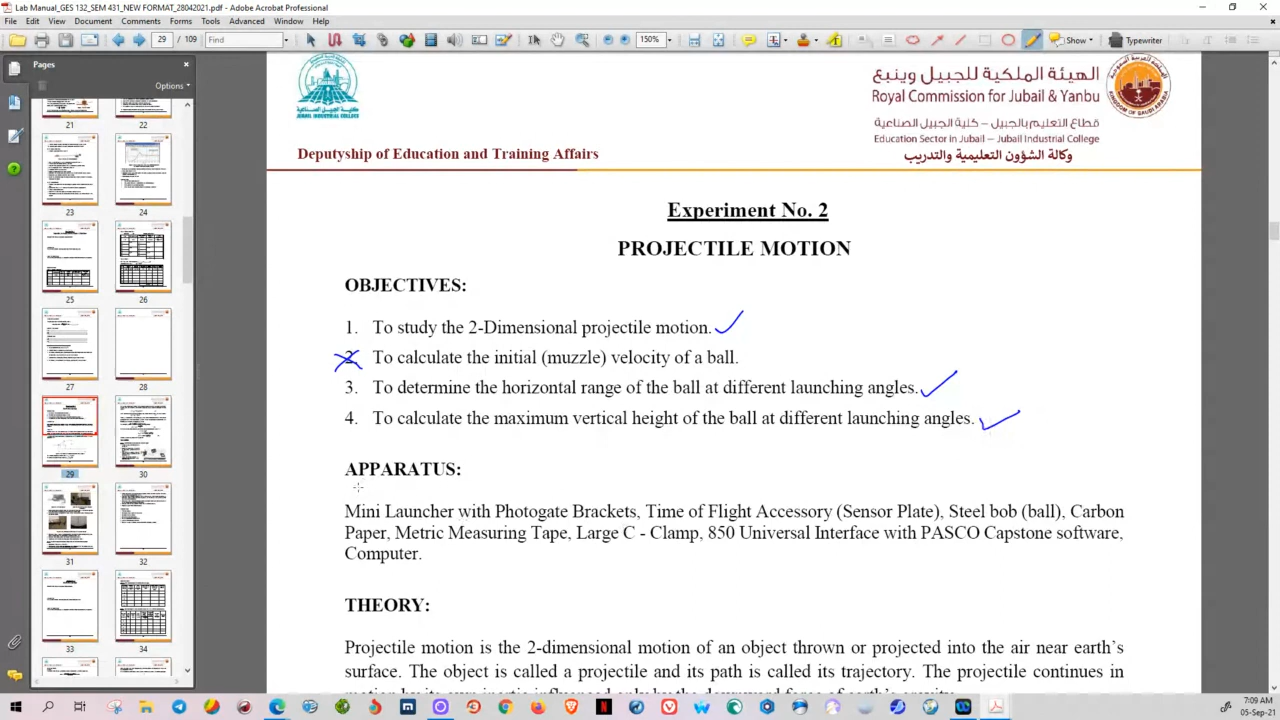 Lab Manual_GES 132_SEM 431_NEW FORMAT_28042021.pdf - Adobe Acrobat Professional
File Edit View Document Comments Forms Tools Advanced Window Help
29 / 109 Find 150% Show Typewriter
Pages
Options
21 22
23 24
25 26
27 28
29 30
31 32
33 34
الهيئة الملكية للجبيل وينبع
Royal Commission for Jubail & Yanbu
قطاع التعليم بالجبيل – كلية الجبيل الصناعية
Education Sector in Jubail – Jubail Industrial College
وكالة الشؤون التعليمية والتدريب
JUBAIL INDUSTRIAL COLLEGE
Deputyship of Education and Training Affairs
Experiment No. 2
PROJECTILE MOTION
OBJECTIVES:
1. To study the 2-Dimensional projectile motion.
2. To calculate the initial (muzzle) velocity of a ball.
3. To determine the horizontal range of the ball at different launching angles.
4. To calculate the maximum vertical height of the ball at different launching angles.
APPARATUS:
Mini Launcher with Photogate Brackets, Time of Flight Accessory (Sensor Plate), Steel bob (ball), Carbon
Paper, Metric Measuring Tape, Large C - Clamp, 850 Universal Interface with PASCO Capstone software,
Computer.
THEORY:
Projectile motion is the 2-dimensional motion of an object thrown or projected into the air near earth's
surface. The object is called a projectile and its path is called its trajectory. The projectile continues in
7:09 AM
05-Sep-21